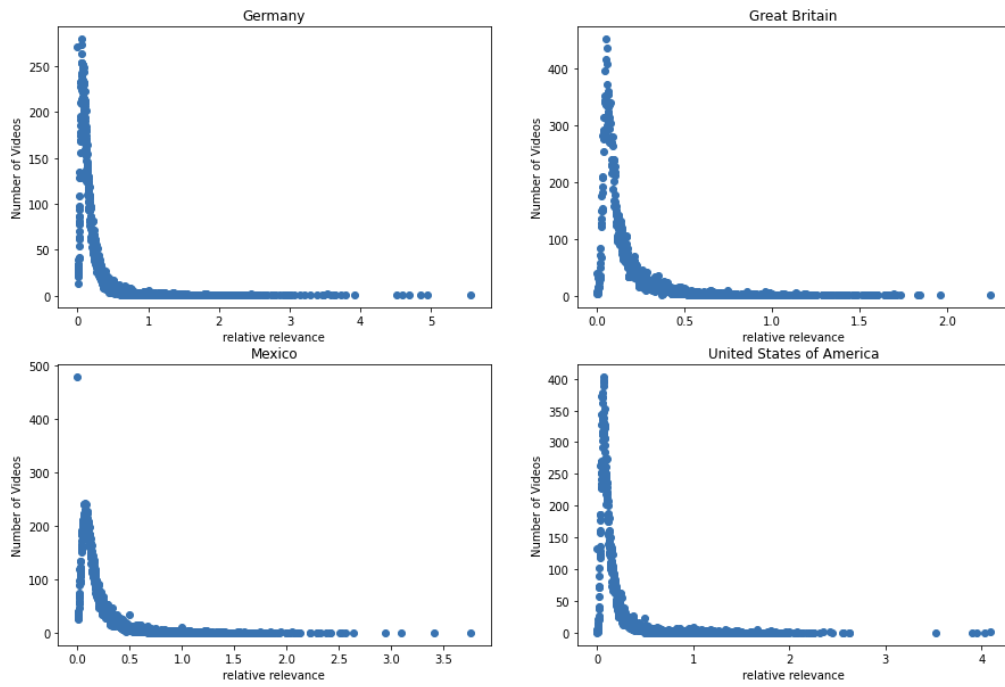 Germany
Number of Videos
250
200
150
100
50
0
0 1 2 3 4 5
relative relevance
Great Britain
Number of Videos
400
300
200
100
0
0.0 0.5 1.0 1.5 2.0
relative relevance
Mexico
Number of Videos
500
400
300
200
100
0
0.0 0.5 1.0 1.5 2.0 2.5 3.0 3.5
relative relevance
United States of America
Number of Videos
400
350
300
250
200
150
100
50
0
0 1 2 3 4
relative relevance